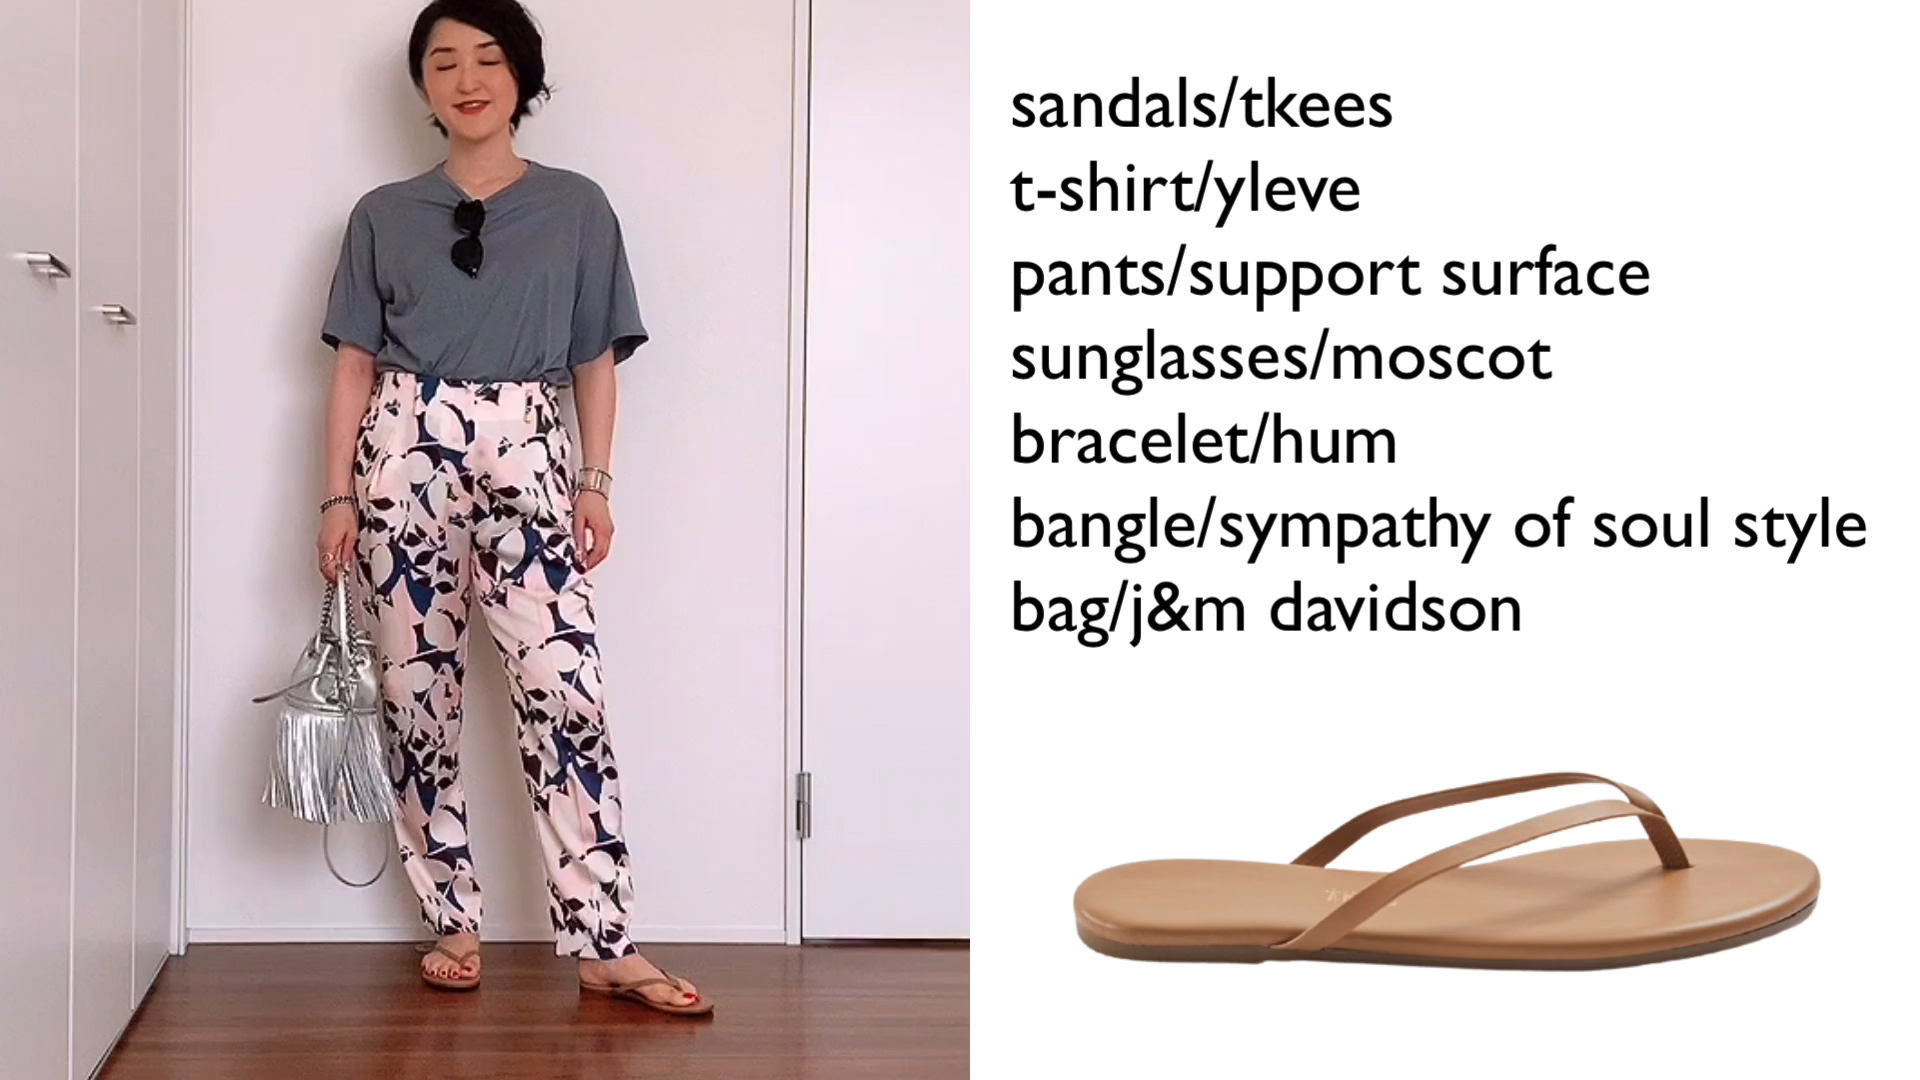 sandals/tkees
t-shirt/yleve
pants/support surface
sunglasses/moscot
bracelet/hum
bangle/sympathy of soul style
bag/j&m davidson